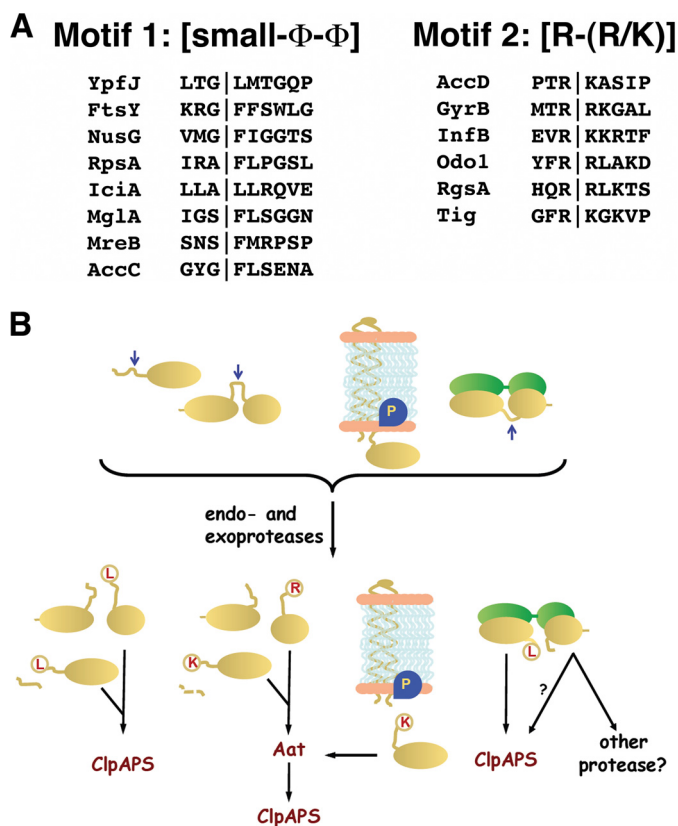 A
Motif 1: [small-Φ-Φ]
YpfJ LTG|LMTGQP
FtsY KRG|FFSWLG
NusG VMG|FIGGTS
RpsA IRA|FLPGSL
IciA LLA|LLRQVE
MglA IGS|FLSGGN
MreB SNS|FMRPSP
AccC GYG|FLSENA
Motif 2: [R-(R/K)]
AccD PTR|KASIP
GyrB MTR|RKGAL
InfB EVR|KKRTF
Odo1 YFR|RLAKD
RgsA HQR|RLKTS
Tig GFR|KGKVP
B
P
endo- and
exoproteases
L
L
ClpAPS
R
K
Aat
ClpAPS
P
K
L
?
ClpAPS
other
protease?